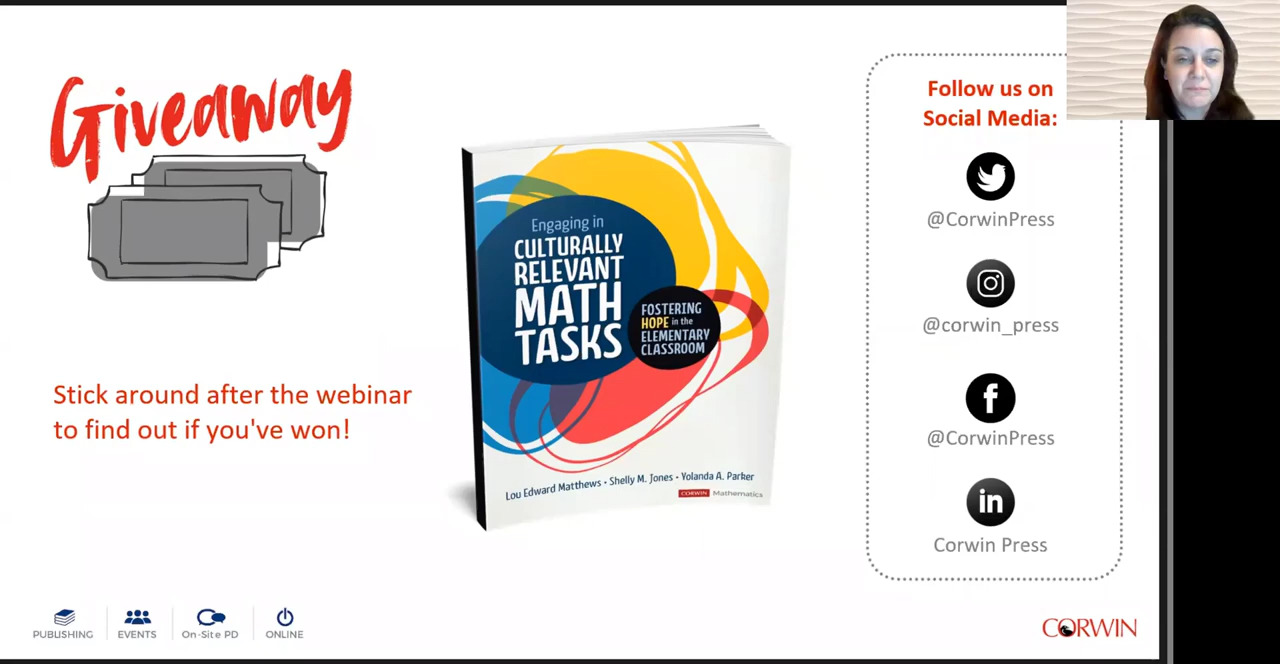 Giveaway
Stick around after the webinar
to find out if you've won!
Engaging in
CULTURALLY
RELEVANT
MATH
TASKS
FOSTERING
HOPE in the
ELEMENTARY
CLASSROOM
Lou Edward Matthews • Shelly M. Jones • Yolanda A. Parker
CORWIN Mathematics
Follow us on
Social Media:
@CorwinPress
@corwin_press
@CorwinPress
in
Corwin Press
PUBLISHING
EVENTS
On-Site PD
ONLINE
CORWIN